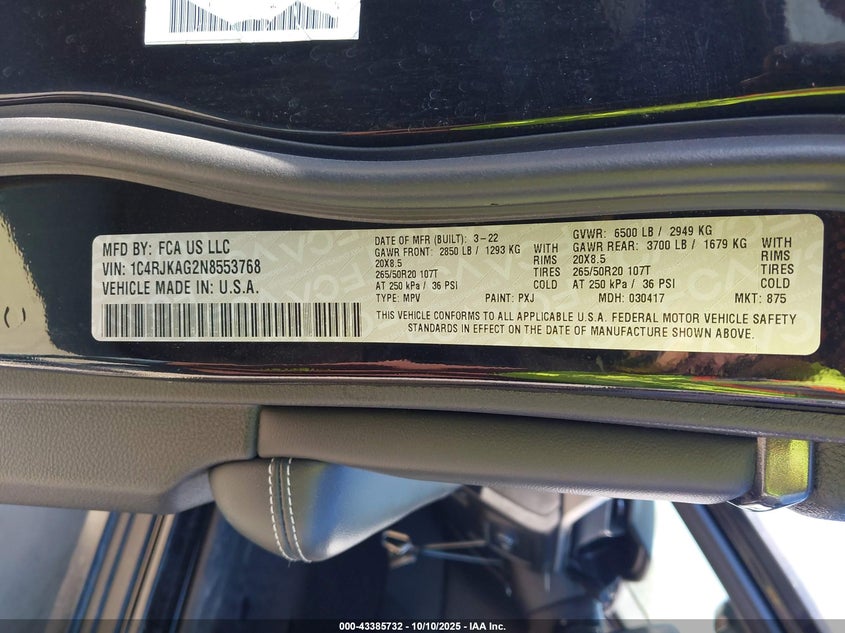 MFD BY: FCA US LLC
VIN: 1C4RJKAG2N8553768
VEHICLE MADE IN: U.S.A.
DATE OF MFR (BUILT): 3-22
GAWR FRONT: 2850 LB / 1293 KG WITH
20X8.5 RIMS
265/50R20 107T TIRES
AT 250 kPa / 36 PSI COLD
GVWR: 6500 LB / 2949 KG
GAWR REAR: 3700 LB / 1679 KG WITH
20X8.5 RIMS
265/50R20 107T TIRES
AT 250 kPa / 36 PSI COLD
TYPE: MPV PAINT: PXJ MDH: 030417 MKT: 875
THIS VEHICLE CONFORMS TO ALL APPLICABLE U.S.A. FEDERAL MOTOR VEHICLE SAFETY
STANDARDS IN EFFECT ON THE DATE OF MANUFACTURE SHOWN ABOVE.
000-43385732 - 10/10/2025 - IAA Inc.